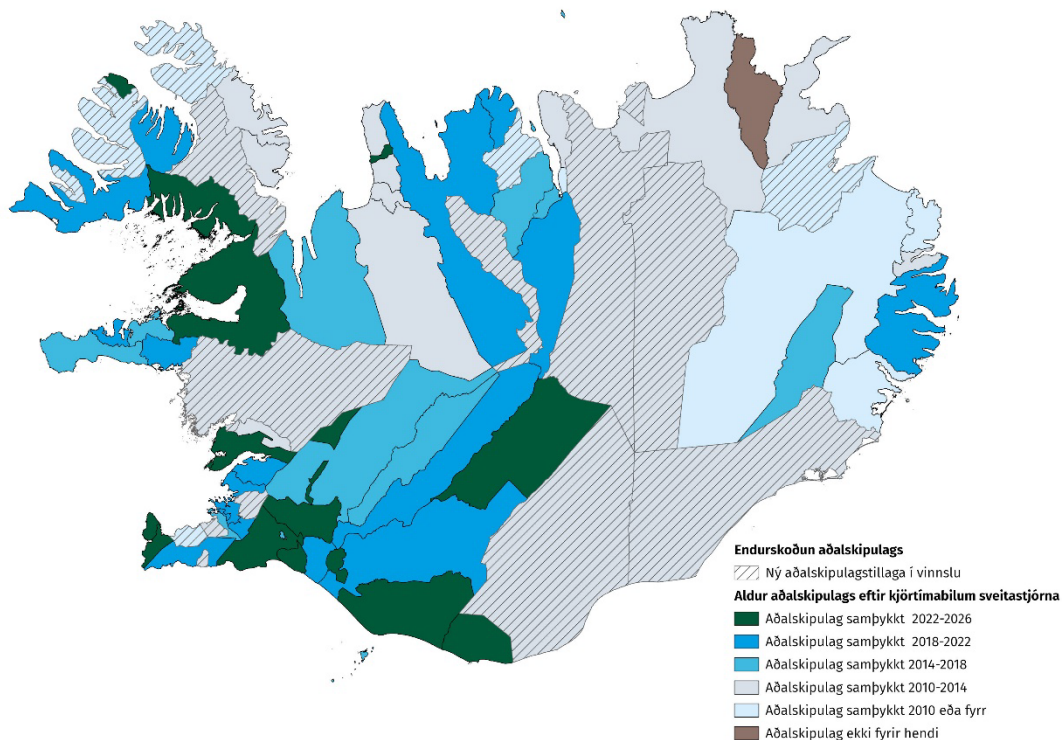 Endurskoðun aðalskipulags
Ný aðalskipulagstillaga í vinnslu
Aldur aðalskipulags eftir kjörtímabilum sveitastjórna
Aðalskipulag samþykkt 2022-2026
Aðalskipulag samþykkt 2018-2022
Aðalskipulag samþykkt 2014-2018
Aðalskipulag samþykkt 2010-2014
Aðalskipulag samþykkt 2010 eða fyrr
Aðalskipulag ekki fyrir hendi